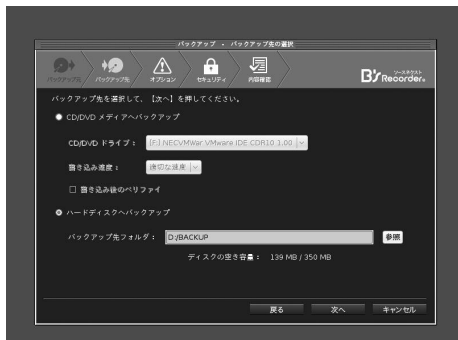 バックアップ - バックアップ先の選択
バックアップ元 バックアップ先 オプション セキュリティ 内容確認
ソースネクスト
B's Recorder
バックアップ先を選択して、【次へ】を押してください。
CD/DVD メディアへバックアップ
CD/DVD ドライブ： [F:] NECVMWar VMware IDE CDR10 1.00
書き込み速度： 適切な速度
書き込み後のベリファイ
ハードディスクへバックアップ
バックアップ先フォルダ： D:/BACKUP 参照
ディスクの空き容量： 139 MB / 350 MB
戻る 次へ キャンセル